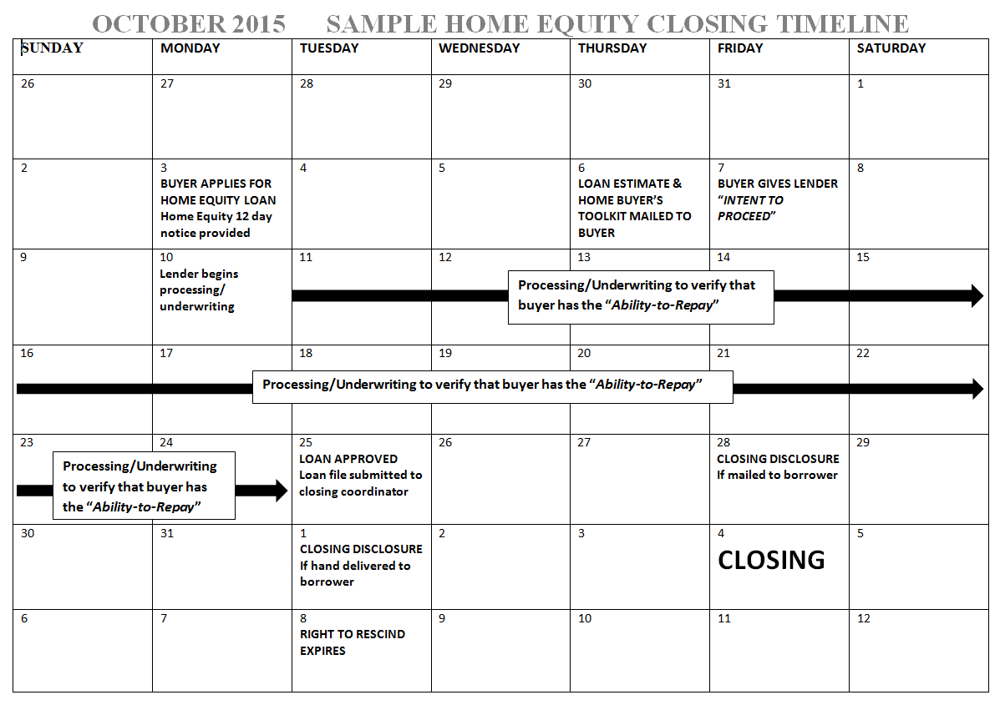 OCTOBER 2015 SAMPLE HOME EQUITY CLOSING TIMELINE
SUNDAY MONDAY TUESDAY WEDNESDAY THURSDAY FRIDAY SATURDAY
26 27 28 29 30 31 1
2
3
BUYER APPLIES FOR
HOME EQUITY LOAN
Home Equity 12 day
notice provided
4
5
6
LOAN ESTIMATE &
HOME BUYER’S
TOOLKIT MAILED TO
BUYER
7
BUYER GIVES LENDER
“INTENT TO
PROCEED”
8
9
10
Lender begins
processing/
underwriting
11 12 13 14 15
Processing/Underwriting to verify that
buyer has the “Ability-to-Repay”
16 17 18 19 20 21 22
Processing/Underwriting to verify that buyer has the “Ability-to-Repay”
23 24
Processing/Underwriting
to verify that buyer has
the “Ability-to-Repay”
25
LOAN APPROVED
Loan file submitted to
closing coordinator
26
27
28
CLOSING DISCLOSURE
If mailed to borrower
29
30
31
1
CLOSING DISCLOSURE
If hand delivered to
borrower
2
3
4
CLOSING
5
6
7
8
RIGHT TO RESCIND
EXPIRES
9
10
11
12